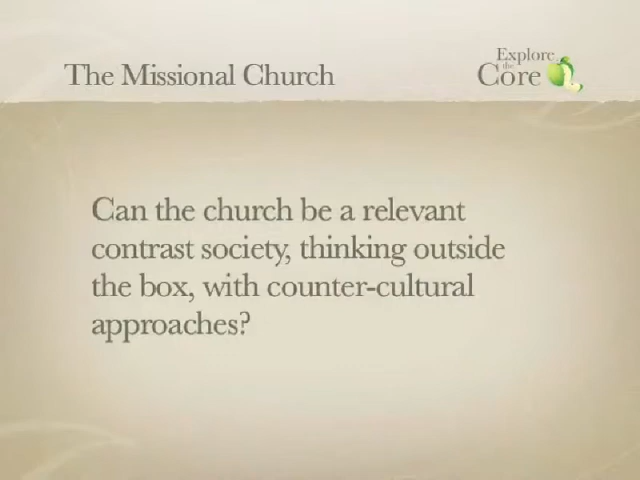 The Missional Church
Explore
the
Core
Can the church be a relevant
contrast society, thinking outside
the box, with counter-cultural
approaches?